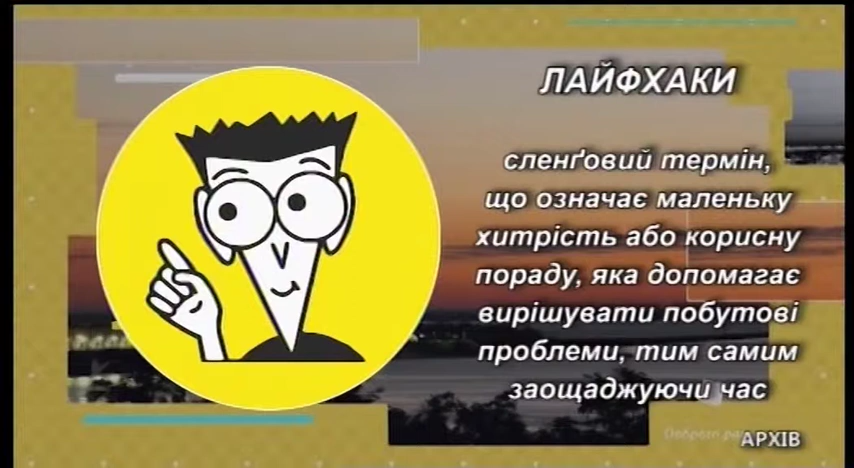 ЛАЙФХАКИ
сленґовий термін,
що означає маленьку
хитрість або корисну
пораду, яка допомагає
вирішувати побутові
проблеми, тим самим
заощаджуючи час
АРХІВ